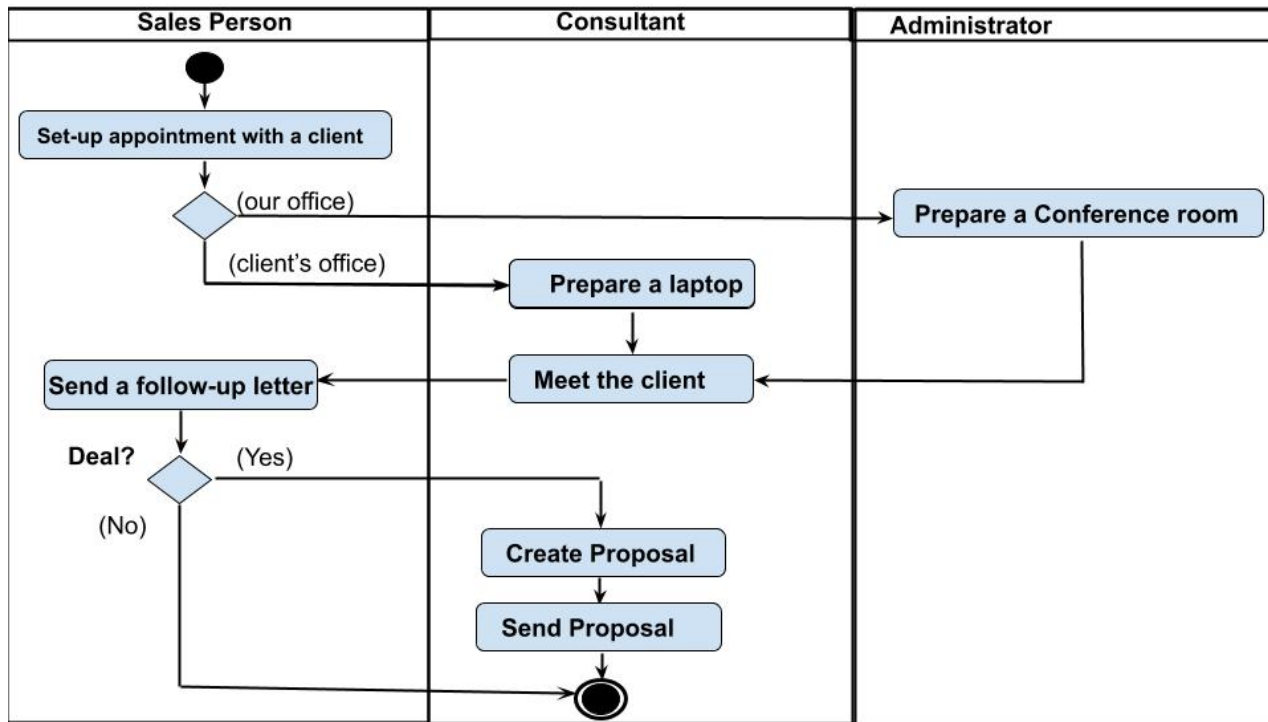 Sales Person
Consultant
Administrator
Set-up appointment with a client
(our office)
Prepare a Conference room
(client's office)
Prepare a laptop
Meet the client
Send a follow-up letter
Deal?
(Yes)
(No)
Create Proposal
Send Proposal